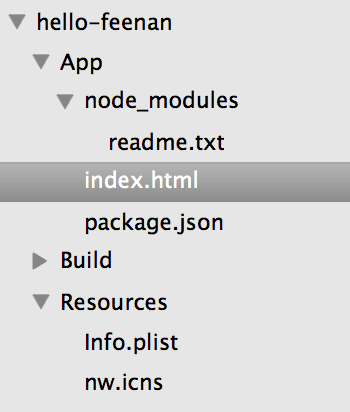 hello-feenan
App
node_modules
readme.txt
index.html
package.json
Build
Resources
Info.plist
nw.icns